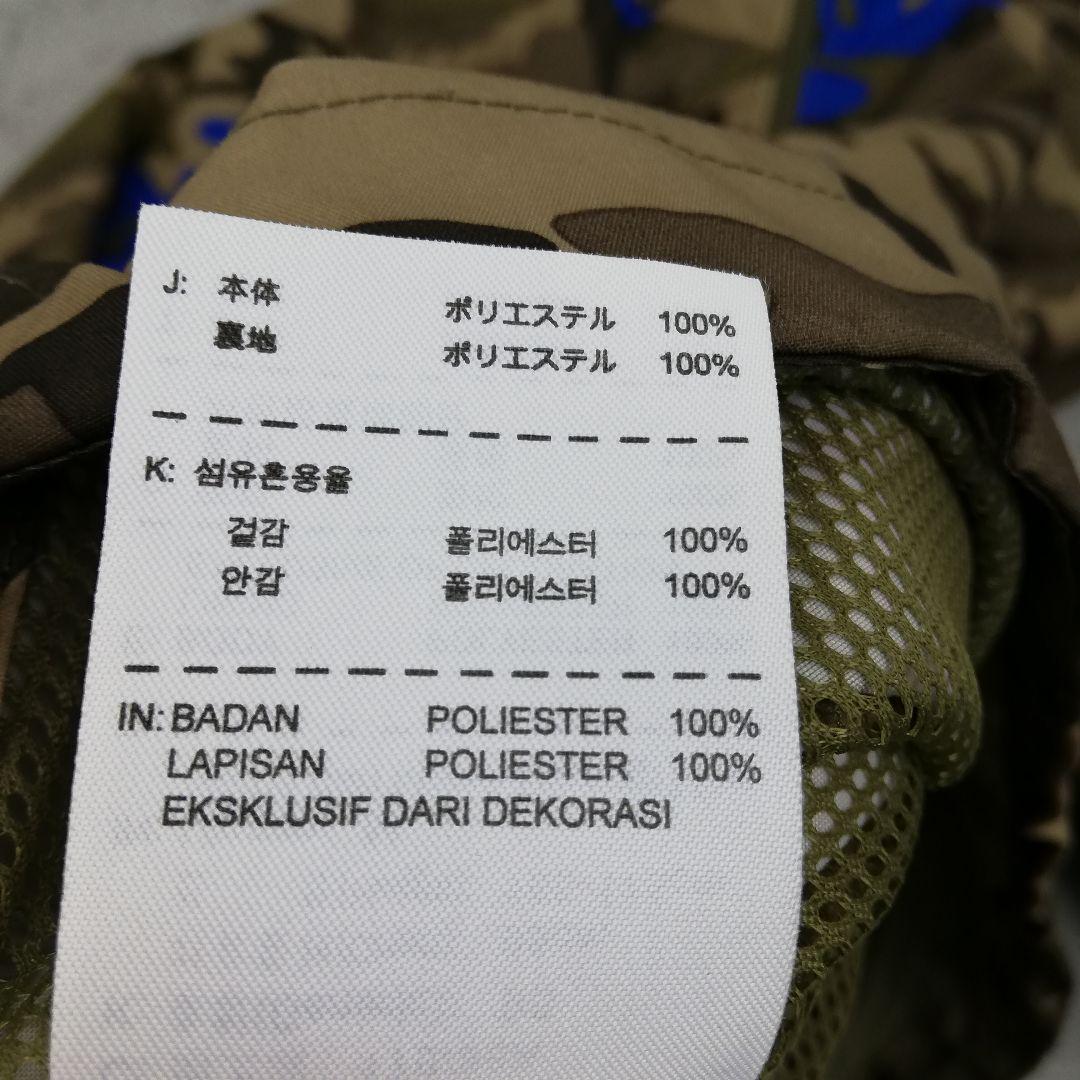 J: 本体 ポリエステル 100%
裏地 ポリエステル 100%
K: 섬유혼용율
겉감 폴리에스터 100%
안감 폴리에스터 100%
IN: BADAN POLIESTER 100%
LAPISAN POLIESTER 100%
EKSKLUSIF DARI DEKORASI